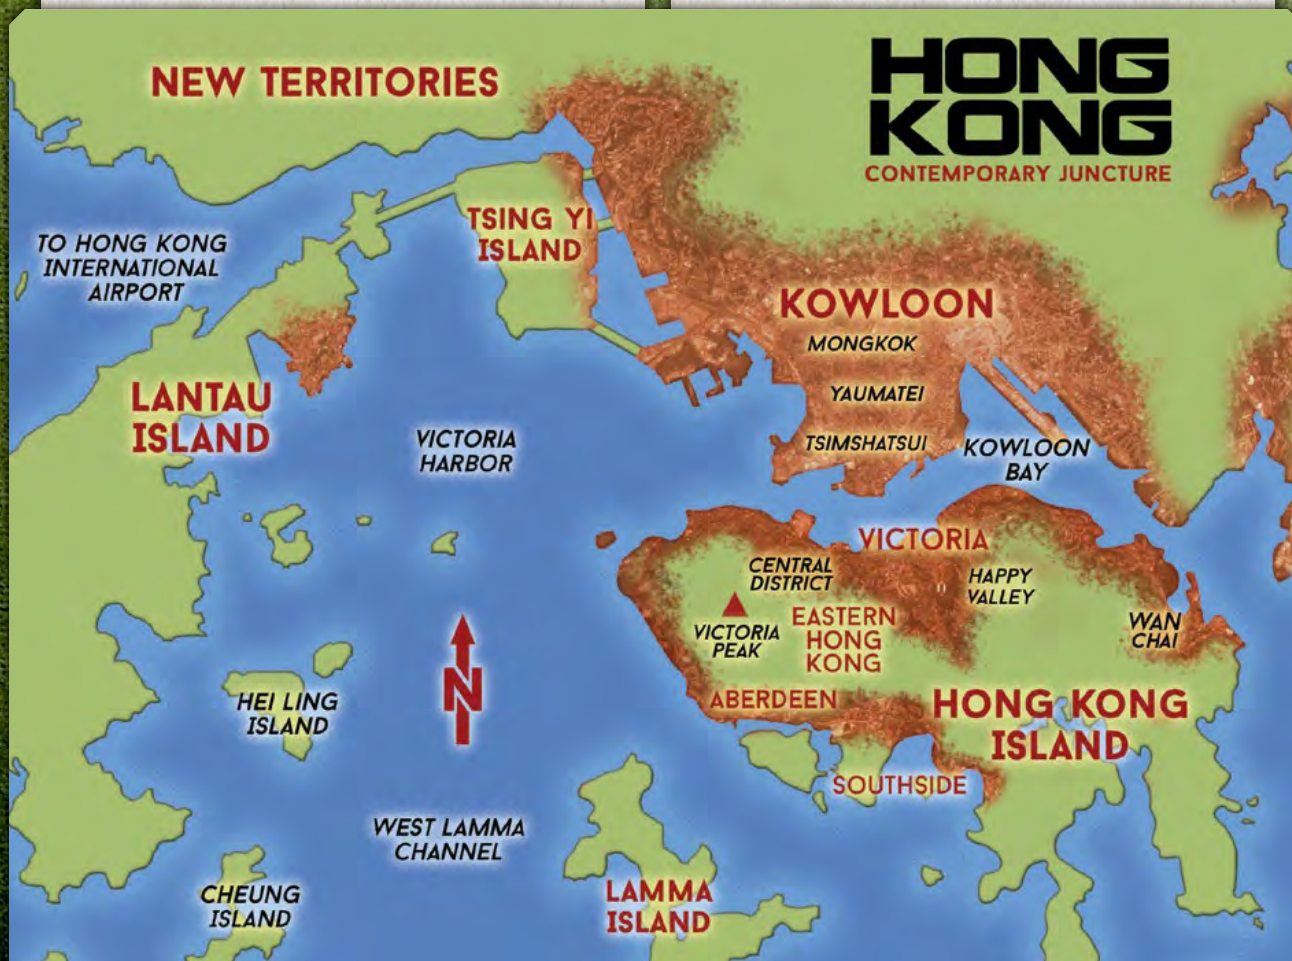 HONG
KONG
CONTEMPORARY JUNCTURE
NEW TERRITORIES
TSING YI
ISLAND
TO HONG KONG
INTERNATIONAL
AIRPORT
KOWLOON
MONGKOK
YAUMATEI
TSIMSHATSUI
KOWLOON
BAY
LANTAU
ISLAND
VICTORIA
HARBOR
VICTORIA
CENTRAL
DISTRICT
HAPPY
VALLEY
VICTORIA
PEAK
EASTERN
HONG
KONG
WAN
CHAI
ABERDEEN
HONG KONG
ISLAND
HEI LING
ISLAND
N
SOUTHSIDE
WEST LAMMA
CHANNEL
CHEUNG
ISLAND
LAMMA
ISLAND